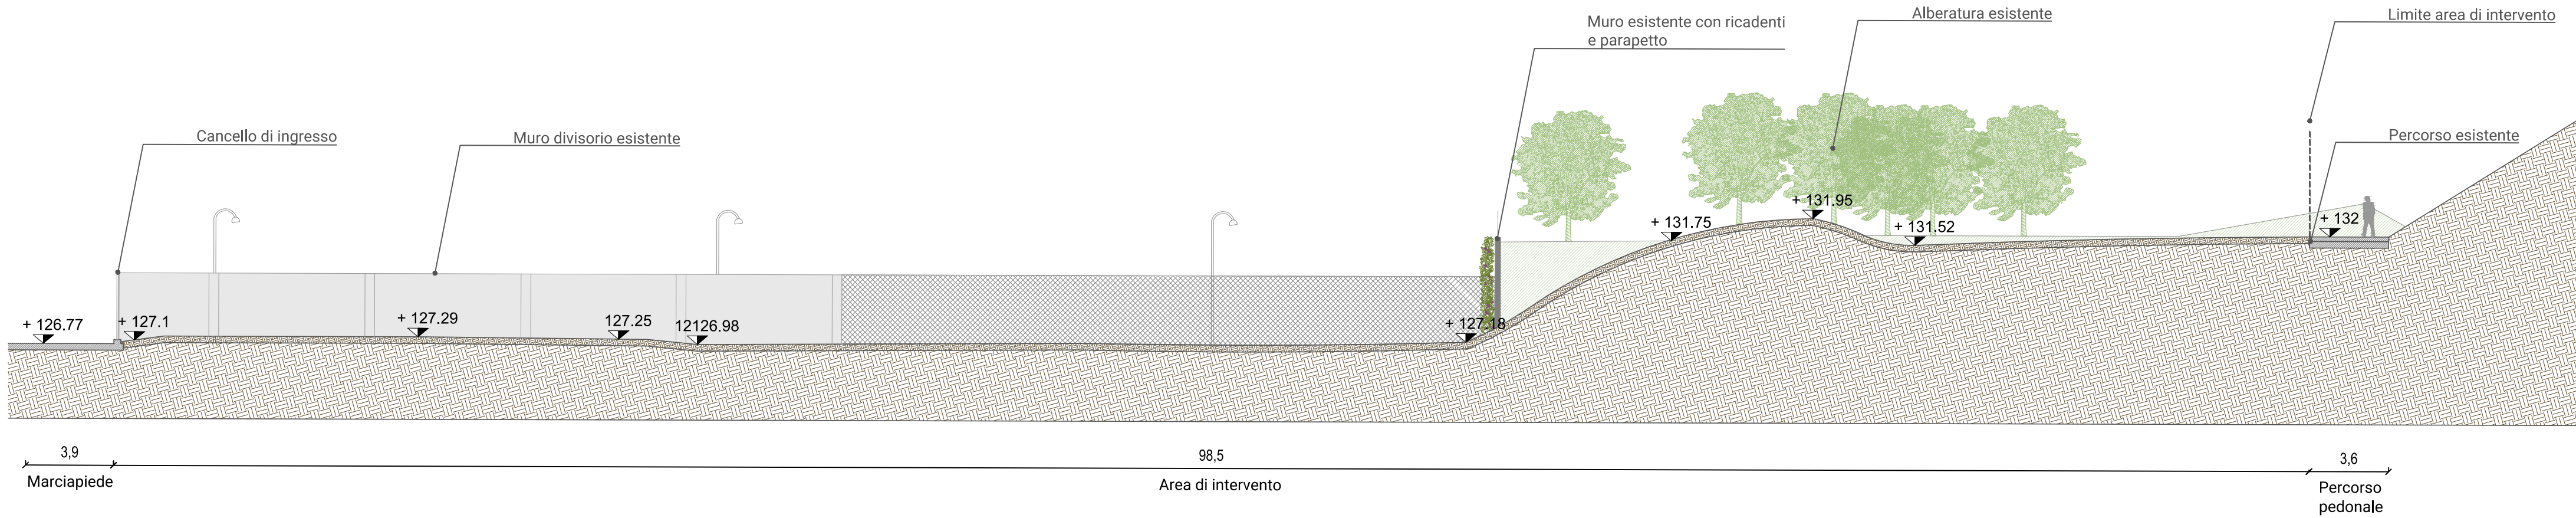 Muro esistente con ricadenti
e parapetto
Alberatura esistente
Limite area di intervento
Cancello di ingresso
Muro divisorio esistente
Percorso esistente
+ 126.77
+ 127.1
+ 127.29
127.25
12126.98
+ 127.18
+ 131.75
+ 131.95
+ 131.52
+ 132
3,9
Marciapiede
98,5
Area di intervento
3,6
Percorso
pedonale